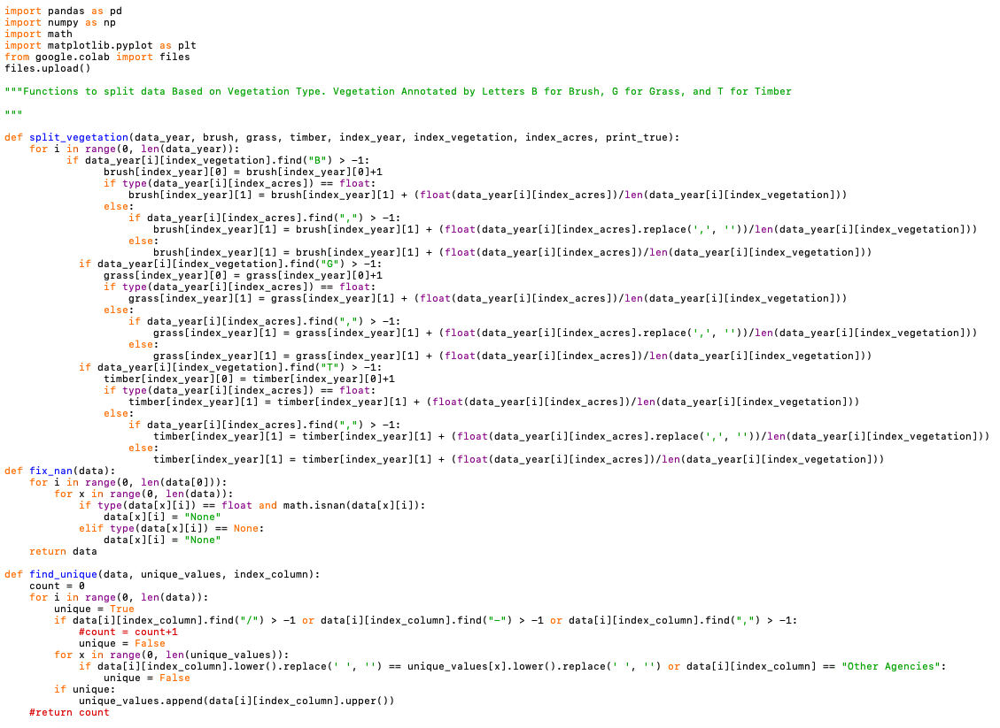 import pandas as pd
import numpy as np
import math
import matplotlib.pyplot as plt
from google.colab import files
files.upload()

"""Functions to split data Based on Vegetation Type. Vegetation Annotated by Letters B for Brush, G for Grass, and T for Timber

"""

def split_vegetation(data_year, brush, grass, timber, index_year, index_vegetation, index_acres, print_true):
    for i in range(0, len(data_year)):
          if data_year[i][index_vegetation].find("B") > -1:
                brush[index_year][0] = brush[index_year][0]+1
                if type(data_year[i][index_acres]) == float:
                    brush[index_year][1] = brush[index_year][1] + (float(data_year[i][index_acres])/len(data_year[i][index_vegetation]))
                else:
                    if data_year[i][index_acres].find(",") > -1:
                        brush[index_year][1] = brush[index_year][1] + (float(data_year[i][index_acres].replace(',', ''))/len(data_year[i][index_vegetation]))
                    else:
                        brush[index_year][1] = brush[index_year][1] + (float(data_year[i][index_acres])/len(data_year[i][index_vegetation]))
            if data_year[i][index_vegetation].find("G") > -1:
                grass[index_year][0] = grass[index_year][0]+1
                if type(data_year[i][index_acres]) == float:
                    grass[index_year][1] = grass[index_year][1] + (float(data_year[i][index_acres])/len(data_year[i][index_vegetation]))
                else:
                    if data_year[i][index_acres].find(",") > -1:
                        grass[index_year][1] = grass[index_year][1] + (float(data_year[i][index_acres].replace(',', ''))/len(data_year[i][index_vegetation]))
                    else:
                        grass[index_year][1] = grass[index_year][1] + (float(data_year[i][index_acres])/len(data_year[i][index_vegetation]))
            if data_year[i][index_vegetation].find("T") > -1:
                timber[index_year][0] = timber[index_year][0]+1
                if type(data_year[i][index_acres]) == float:
                    timber[index_year][1] = timber[index_year][1] + (float(data_year[i][index_acres])/len(data_year[i][index_vegetation]))
                else:
                    if data_year[i][index_acres].find(",") > -1:
                        timber[index_year][1] = timber[index_year][1] + (float(data_year[i][index_acres].replace(',', ''))/len(data_year[i][index_vegetation]))
                    else:
                        timber[index_year][1] = timber[index_year][1] + (float(data_year[i][index_acres])/len(data_year[i][index_vegetation]))
def fix_nan(data):
    for i in range(0, len(data[0])):
        for x in range(0, len(data)):
            if type(data[x][i]) == float and math.isnan(data[x][i]):
                data[x][i] = "None"
            elif type(data[x][i]) == None:
                data[x][i] = "None"
    return data

def find_unique(data, unique_values, index_column):
    count = 0
    for i in range(0, len(data)):
        unique = True
        if data[i][index_column].find("/") > -1 or data[i][index_column].find("-") > -1 or data[i][index_column].find(",") > -1:
            #count = count+1
            unique = False
        for x in range(0, len(unique_values)):
            if data[i][index_column].lower().replace(' ', '') == unique_values[x].lower().replace(' ', '') or data[i][index_column] == "Other Agencies":
                unique = False
        if unique:
            unique_values.append(data[i][index_column].upper())
    #return count